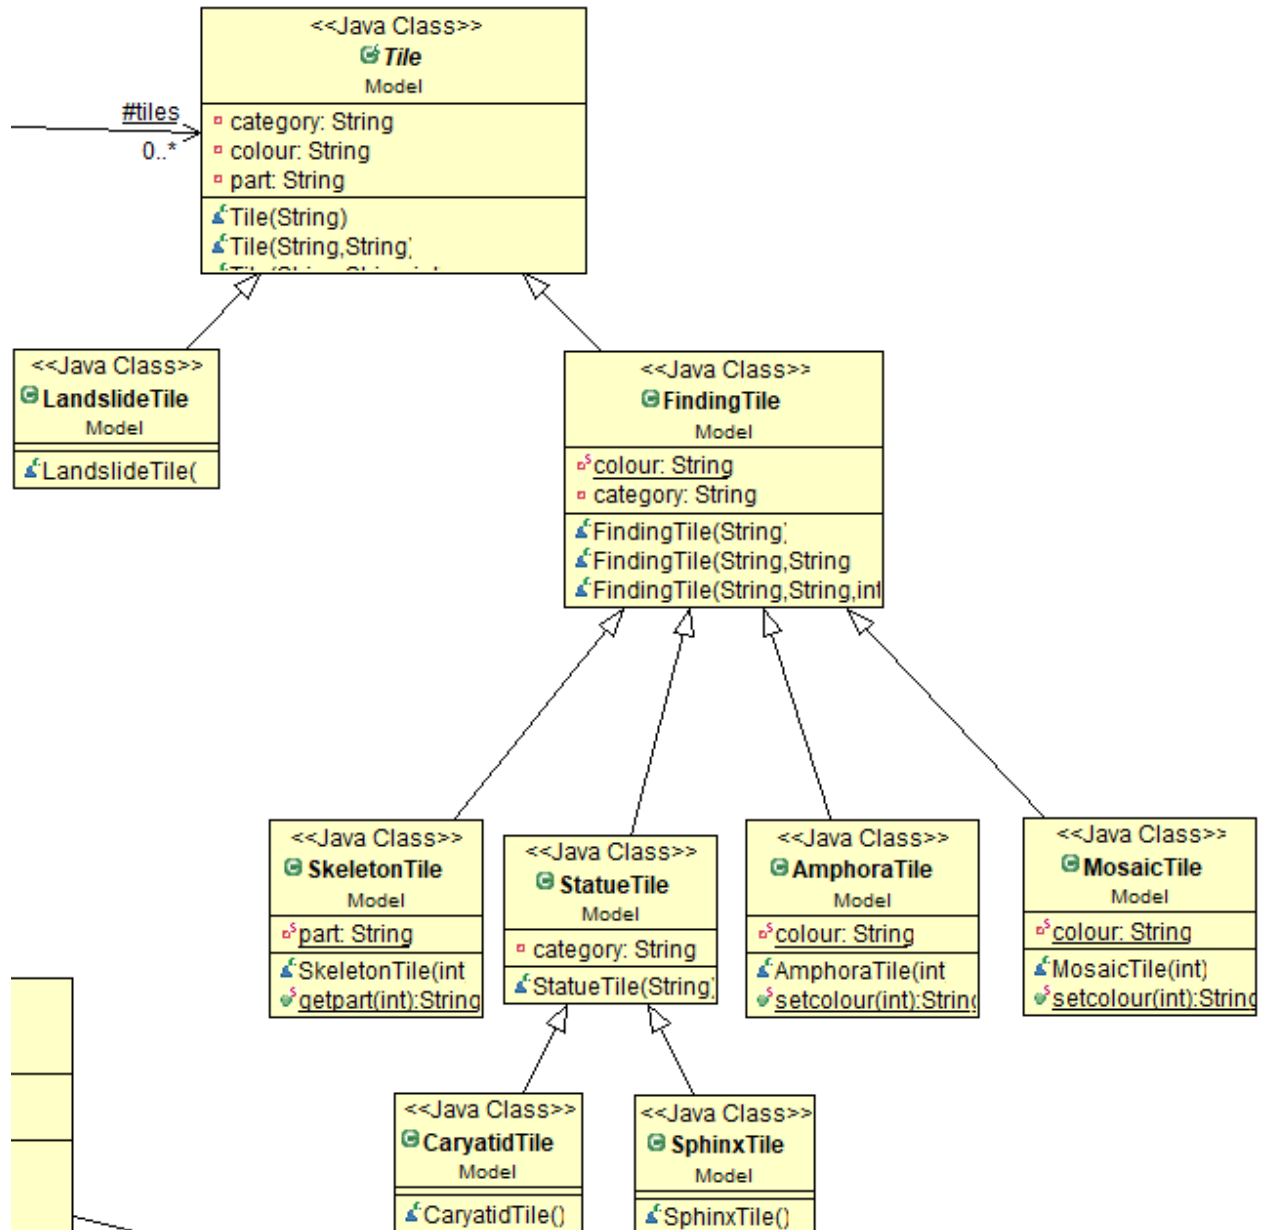 <<Java Class>>
Tile
Model
#tiles
0..*
category: String
colour: String
part: String
Tile(String)
Tile(String,String)
<<Java Class>>
LandslideTile
Model
LandslideTile(
<<Java Class>>
FindingTile
Model
colour: String
category: String
FindingTile(String)
FindingTile(String,String
FindingTile(String,String,int
<<Java Class>>
SkeletonTile
Model
part: String
SkeletonTile(int
getpart(int):String
<<Java Class>>
StatueTile
Model
category: String
StatueTile(String)
<<Java Class>>
AmphoraTile
Model
colour: String
AmphoraTile(int
setcolour(int):String
<<Java Class>>
MosaicTile
Model
colour: String
MosaicTile(int)
setcolour(int):String
<<Java Class>>
CaryatidTile
Model
CaryatidTile()
<<Java Class>>
SphinxTile
Model
SphinxTile()